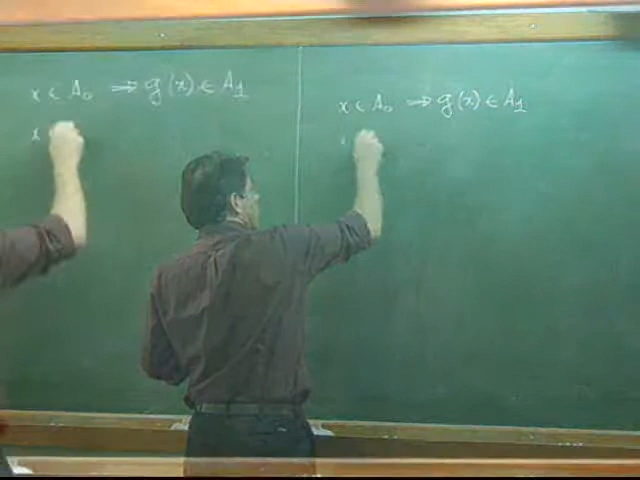 x ∈ A₀ ⇒ g(x) ∈ A₁
x
x ∈ A₀ ⇒ g(x) ∈ A₁